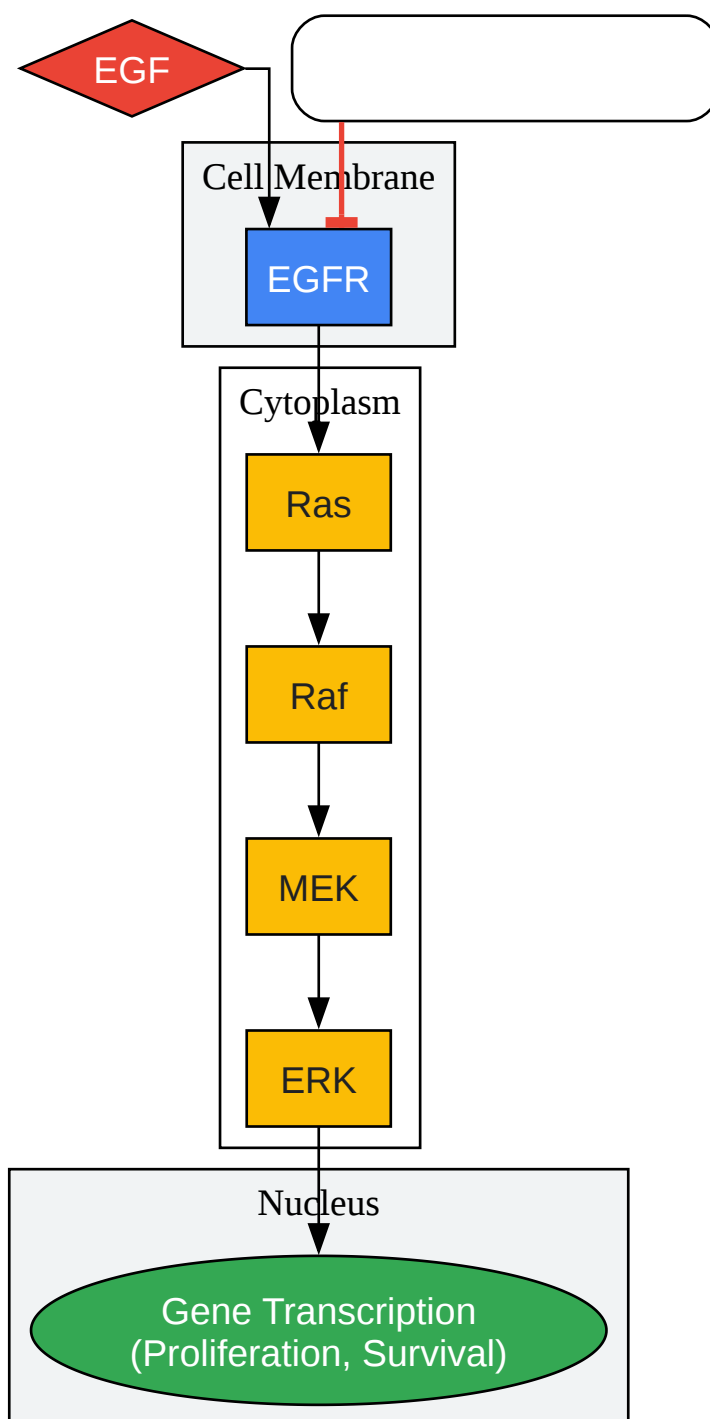 EGF
Cell Membrane
EGFR
Cytoplasm
Ras
Raf
MEK
ERK
Nucleus
Gene Transcription
(Proliferation, Survival)